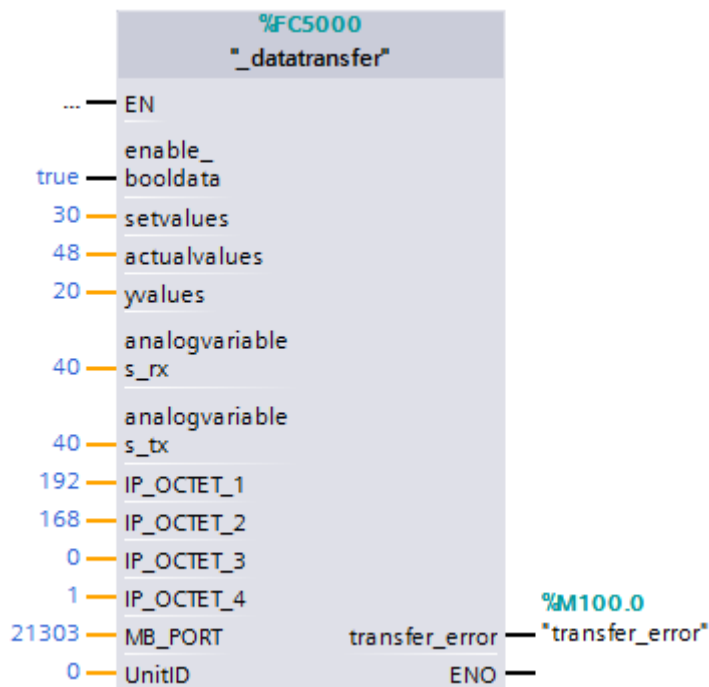 %FC5000
"_datatransfer"
... EN
enable_
true booldata
30 setvalues
48 actualvalues
20 yvalues
analogvariable
40 s_rx
analogvariable
40 s_tx
192 IP_OCTET_1
168 IP_OCTET_2
0 IP_OCTET_3
1 IP_OCTET_4 %M100.0
21303 MB_PORT transfer_error "transfer_error"
0 UnitID ENO